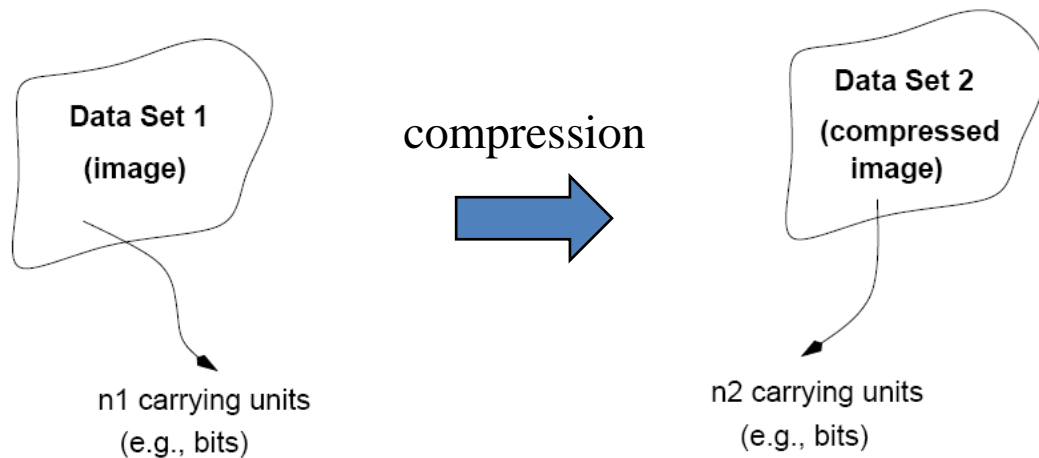 Data Set 1
(image)
n1 carrying units
(e.g., bits)
compression
Data Set 2
(compressed
image)
n2 carrying units
(e.g., bits)